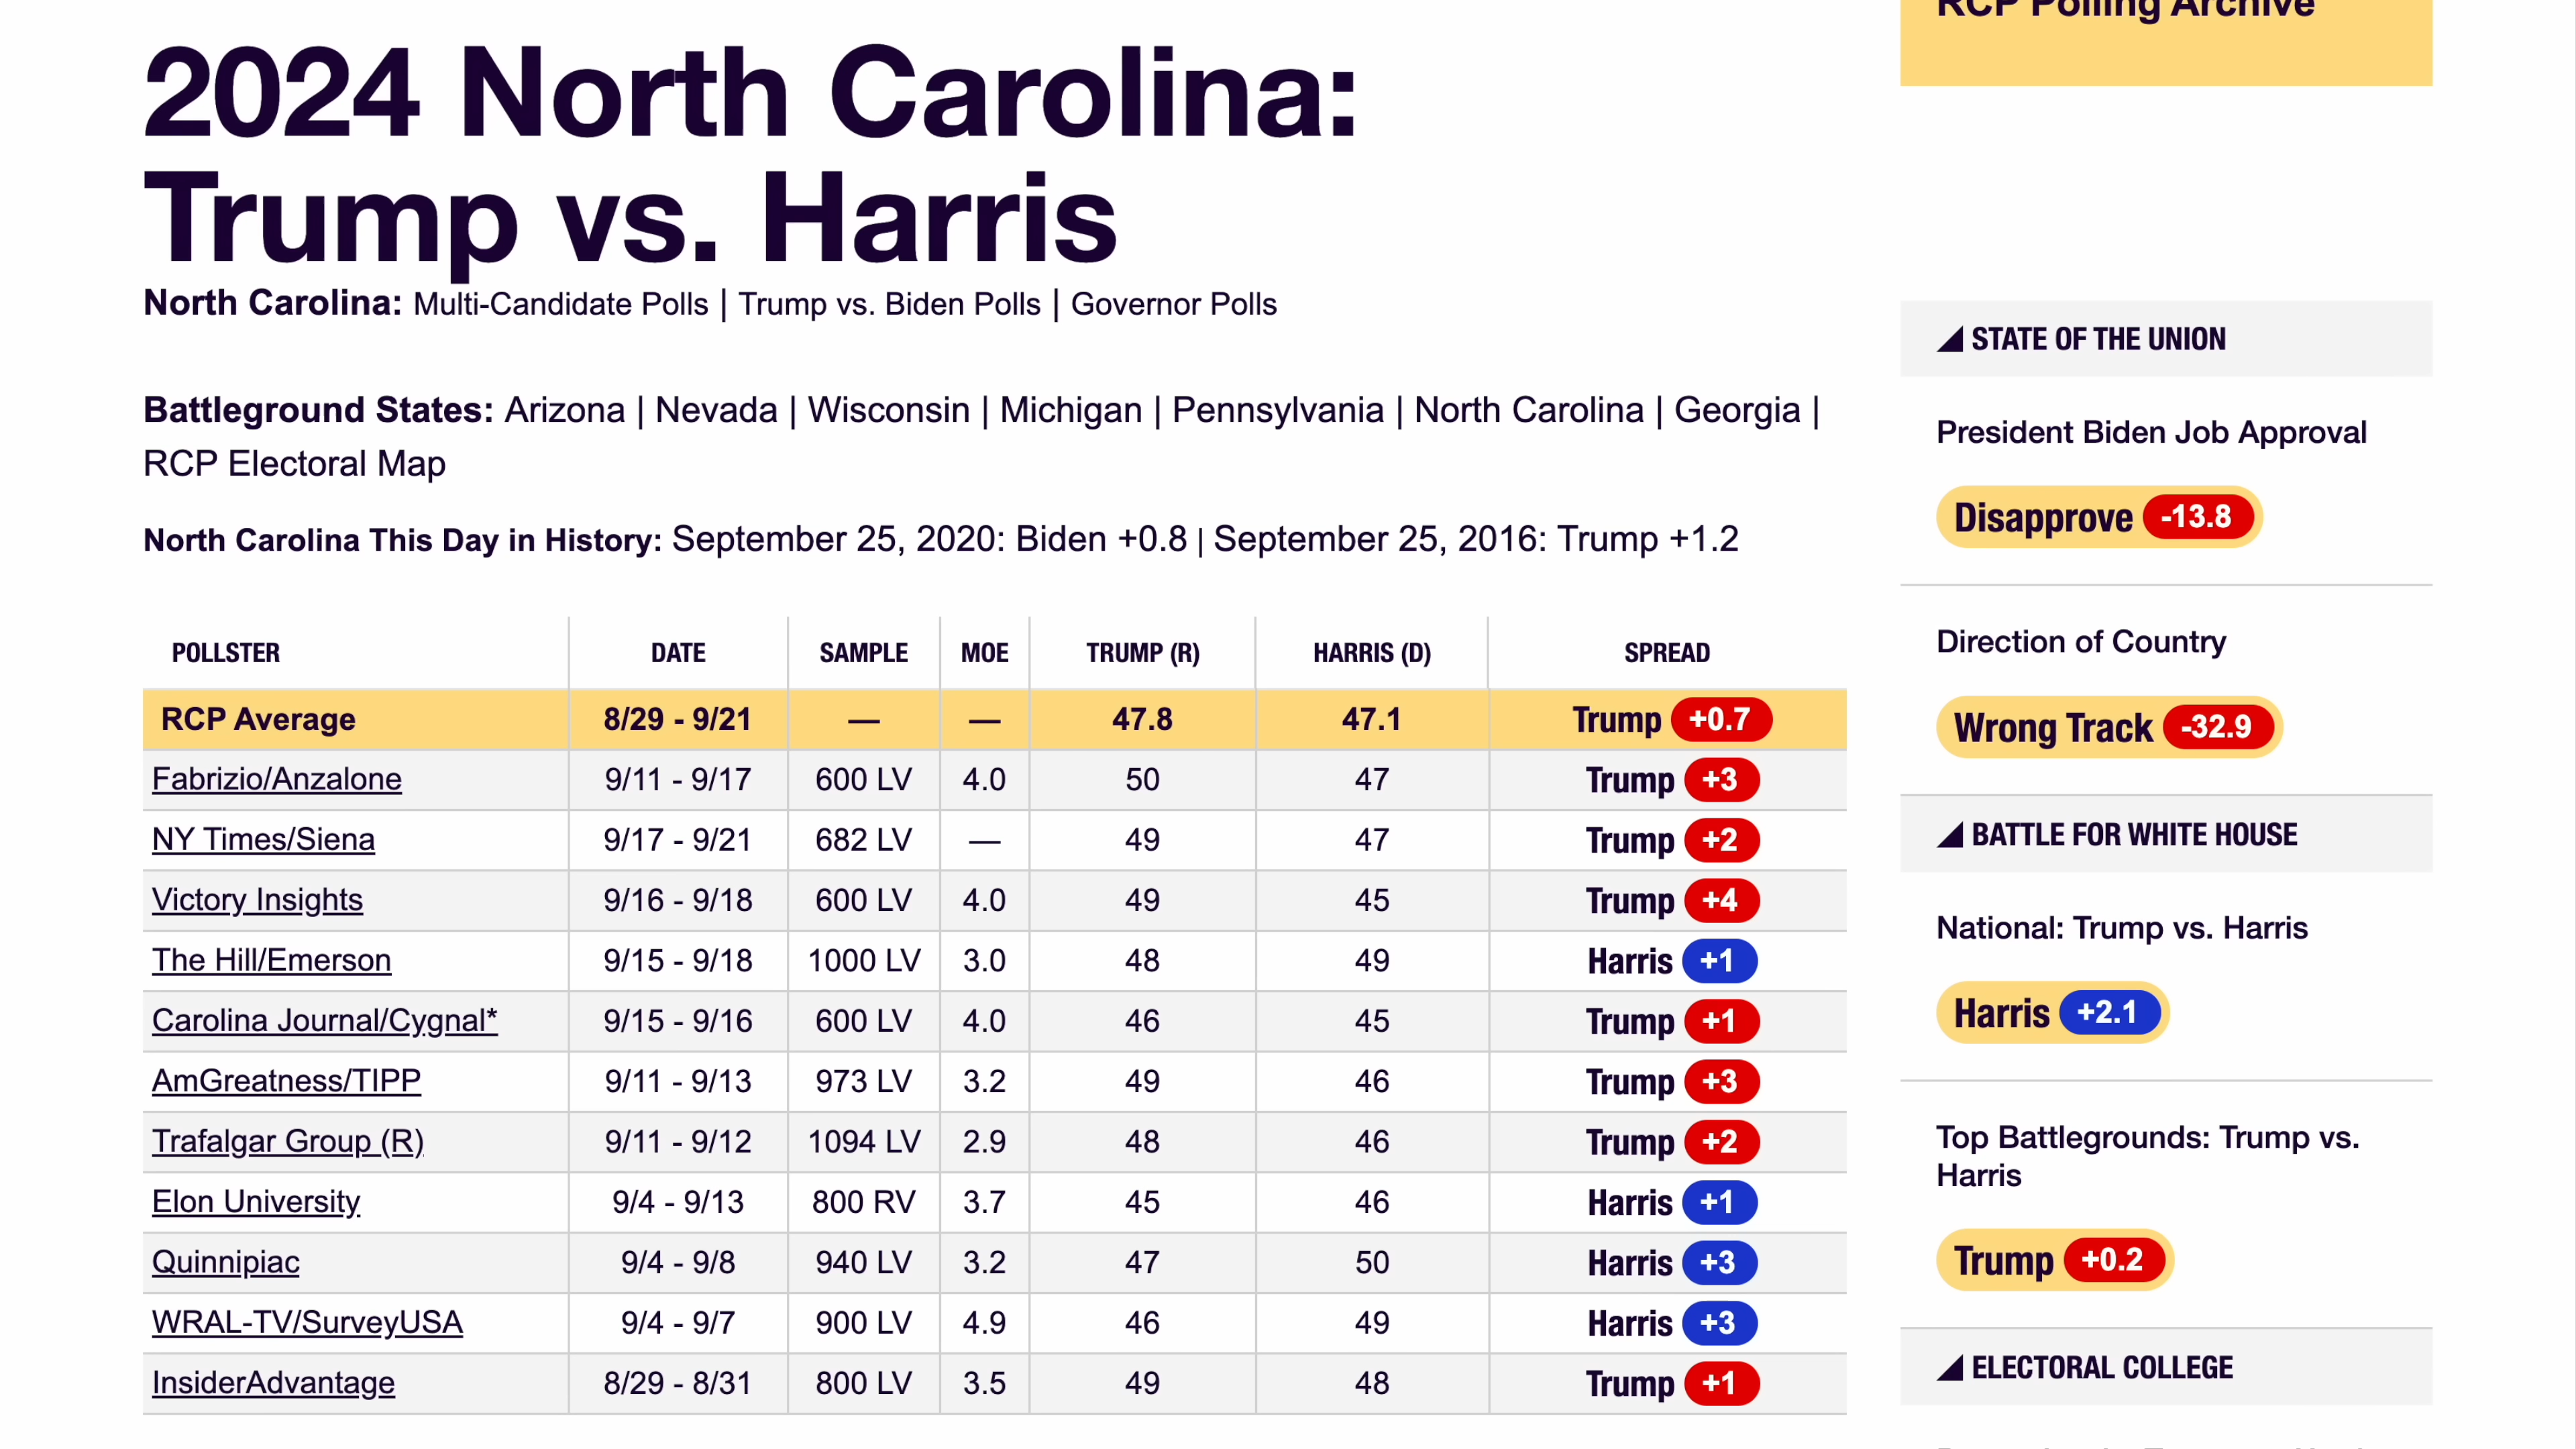 2024 North Carolina:
Trump vs. Harris
North Carolina: Multi-Candidate Polls | Trump vs. Biden Polls | Governor Polls
Battleground States: Arizona | Nevada | Wisconsin | Michigan | Pennsylvania | North Carolina | Georgia |
RCP Electoral Map
North Carolina This Day in History: September 25, 2020: Biden +0.8 | September 25, 2016: Trump +1.2
POLLSTER DATE SAMPLE MOE TRUMP (R) HARRIS (D) SPREAD
RCP Average 8/29 - 9/21 — — 47.8 47.1 Trump +0.7
Fabrizio/Anzalone 9/11 - 9/17 600 LV 4.0 50 47 Trump +3
NY Times/Siena 9/17 - 9/21 682 LV — 49 47 Trump +2
Victory Insights 9/16 - 9/18 600 LV 4.0 49 45 Trump +4
The Hill/Emerson 9/15 - 9/18 1000 LV 3.0 48 49 Harris +1
Carolina Journal/Cygnal* 9/15 - 9/16 600 LV 4.0 46 45 Trump +1
AmGreatness/TIPP 9/11 - 9/13 973 LV 3.2 49 46 Trump +3
Trafalgar Group (R) 9/11 - 9/12 1094 LV 2.9 48 46 Trump +2
Elon University 9/4 - 9/13 800 RV 3.7 45 46 Harris +1
Quinnipiac 9/4 - 9/8 940 LV 3.2 47 50 Harris +3
WRAL-TV/SurveyUSA 9/4 - 9/7 900 LV 4.9 46 49 Harris +3
InsiderAdvantage 8/29 - 8/31 800 LV 3.5 49 48 Trump +1
RCP Polling Archive
STATE OF THE UNION
President Biden Job Approval
Disapprove -13.8
Direction of Country
Wrong Track -32.9
BATTLE FOR WHITE HOUSE
National: Trump vs. Harris
Harris +2.1
Top Battlegrounds: Trump vs.
Harris
Trump +0.2
ELECTORAL COLLEGE